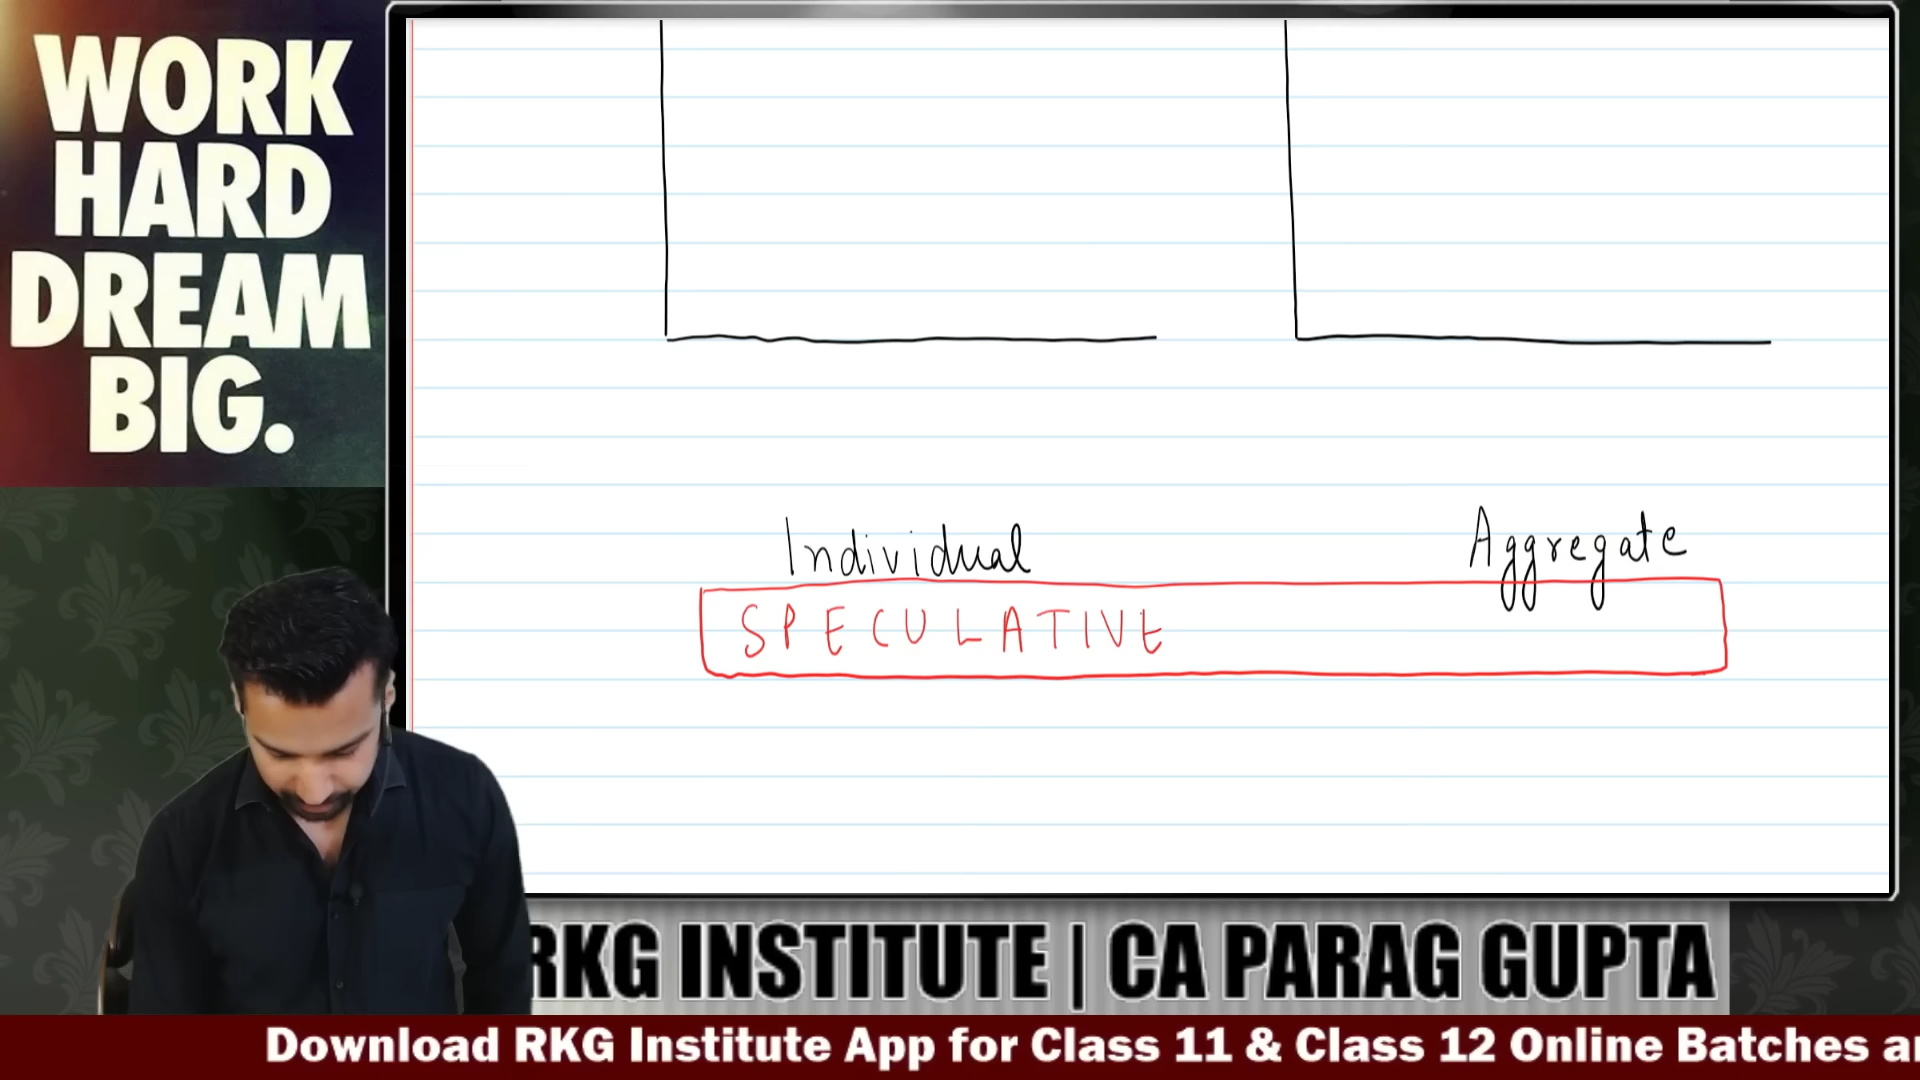 WORK
HARD
DREAM
BIG.
Individual
Aggregate
SPECULATIVE
RKG INSTITUTE | CA PARAG GUPTA
Download RKG Institute App for Class 11 & Class 12 Online Batches a